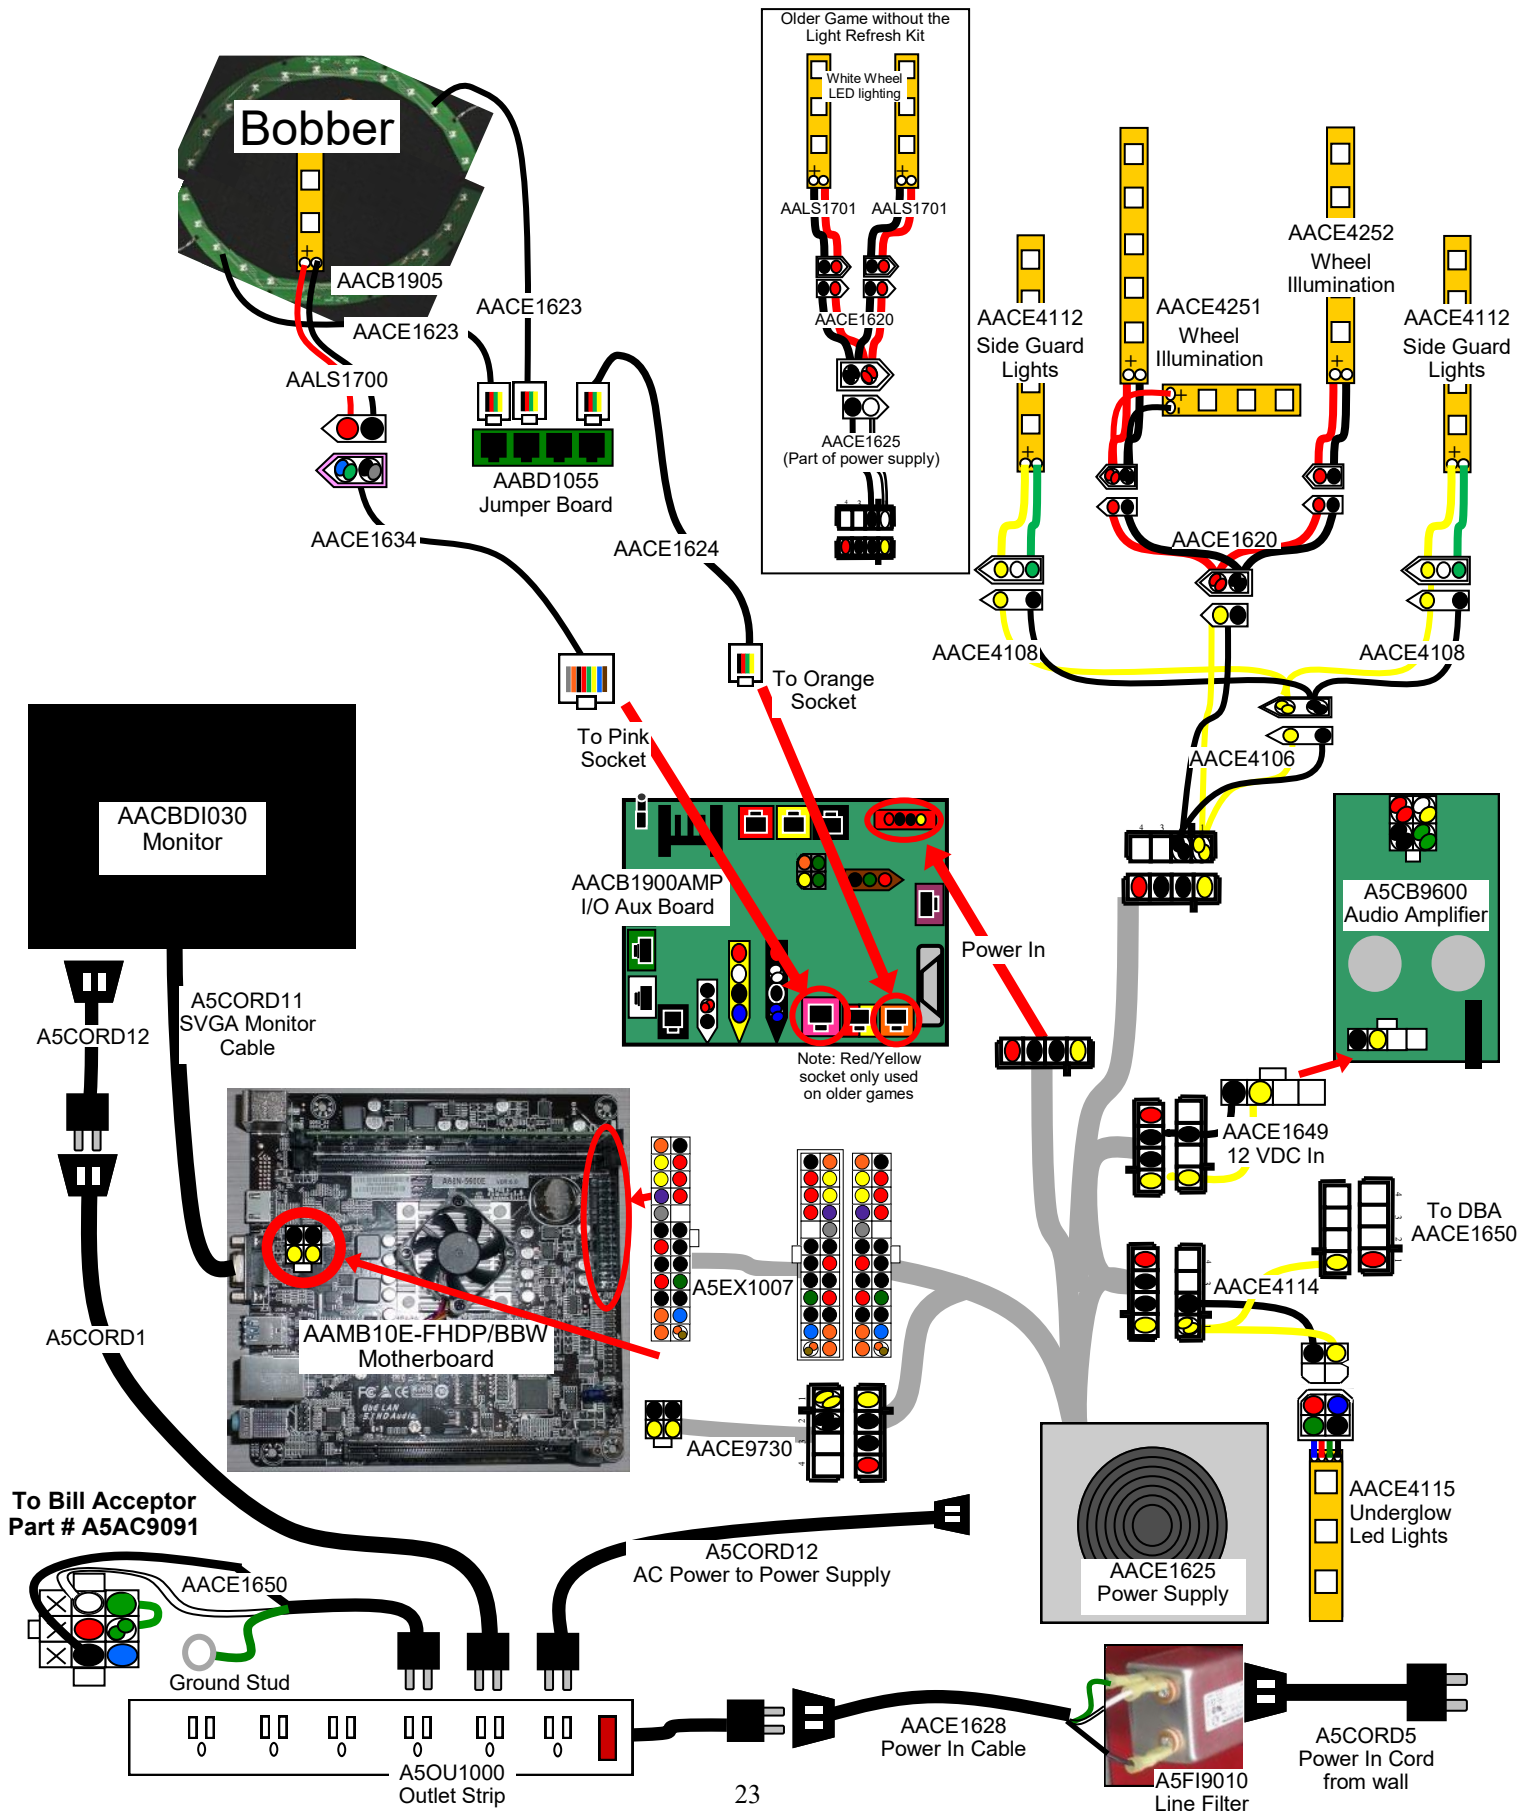 Older Game without the
Light Refresh Kit
White Wheel
LED lighting
AALS1701
AALS1701
AACE1620
AACE1625
(Part of power supply)
Bobber
AACB1905
AACE1623
AACE1623
AALS1700
AABD1055
Jumper Board
AACE1634
AACE1624
AACE4112
Side Guard
Lights
AACE4251
Wheel
Illumination
AACE4252
Wheel
Illumination
AACE4112
Side Guard
Lights
AACE1620
AACE4108
AACE4108
AACE4106
To Orange
Socket
To Pink
Socket
AACBDI030
Monitor
AACB1900AMP
I/O Aux Board
Power In
A5CB9600
Audio Amplifier
A5CORD12
A5CORD11
SVGA Monitor
Cable
Note: Red/Yellow
socket only used
on older games
AACE1649
12 VDC In
To DBA
AACE1650
AACE4114
A5EX1007
A5CORD1
AAMB10E-FHDP/BBW
Motherboard
AACE9730
To Bill Acceptor
Part # A5AC9091
AACE1650
Ground Stud
A5CORD12
AC Power to Power Supply
AACE1625
Power Supply
AACE4115
Underglow
Led Lights
A5OU1000
Outlet Strip
AACE1628
Power In Cable
A5FI9010
Line Filter
A5CORD5
Power In Cord
from wall
23